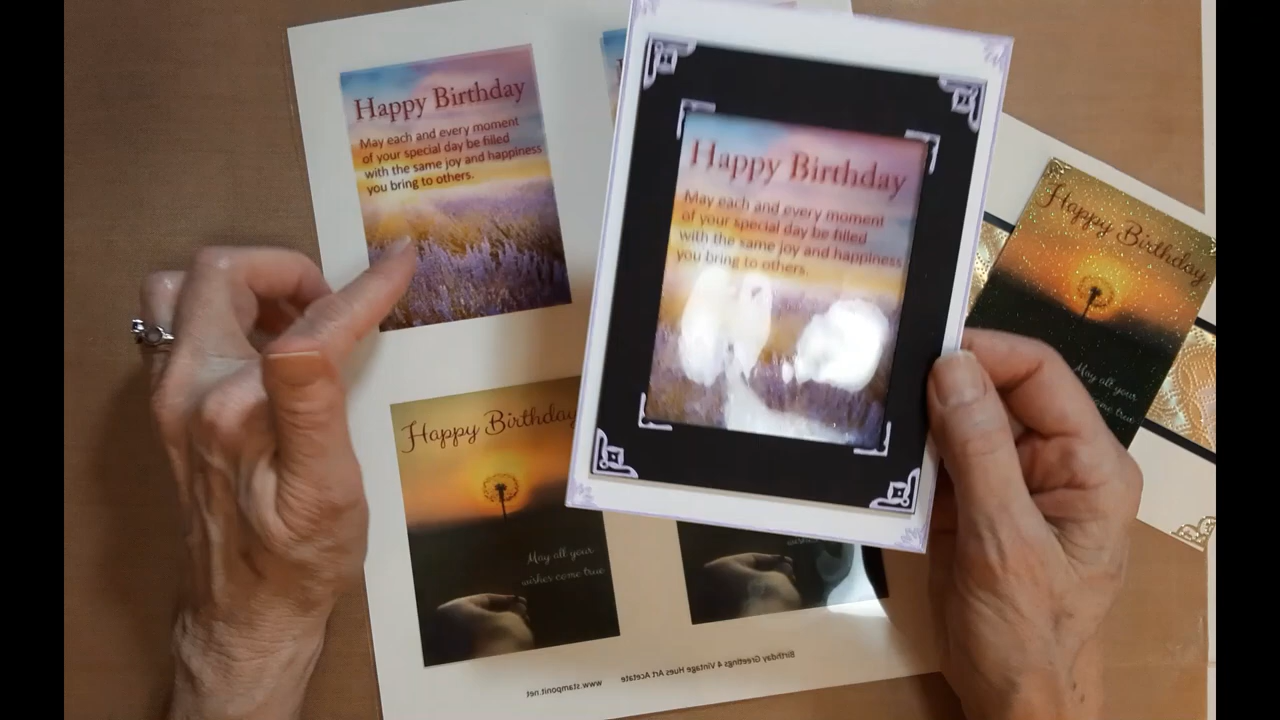 Happy Birthday
May each and every moment
of your special day be filled
with the same joy and happiness
you bring to others.
Happy Birthday
May each and every moment
of your special day be filled
with the same joy and happiness
you bring to others.
Happy Birthday
May all your
come true
Happy Birthday
May all your
wishes come true
wishes
Birthday Greetings 4 Vintage Hues Art Acetate
www.stamponit.net